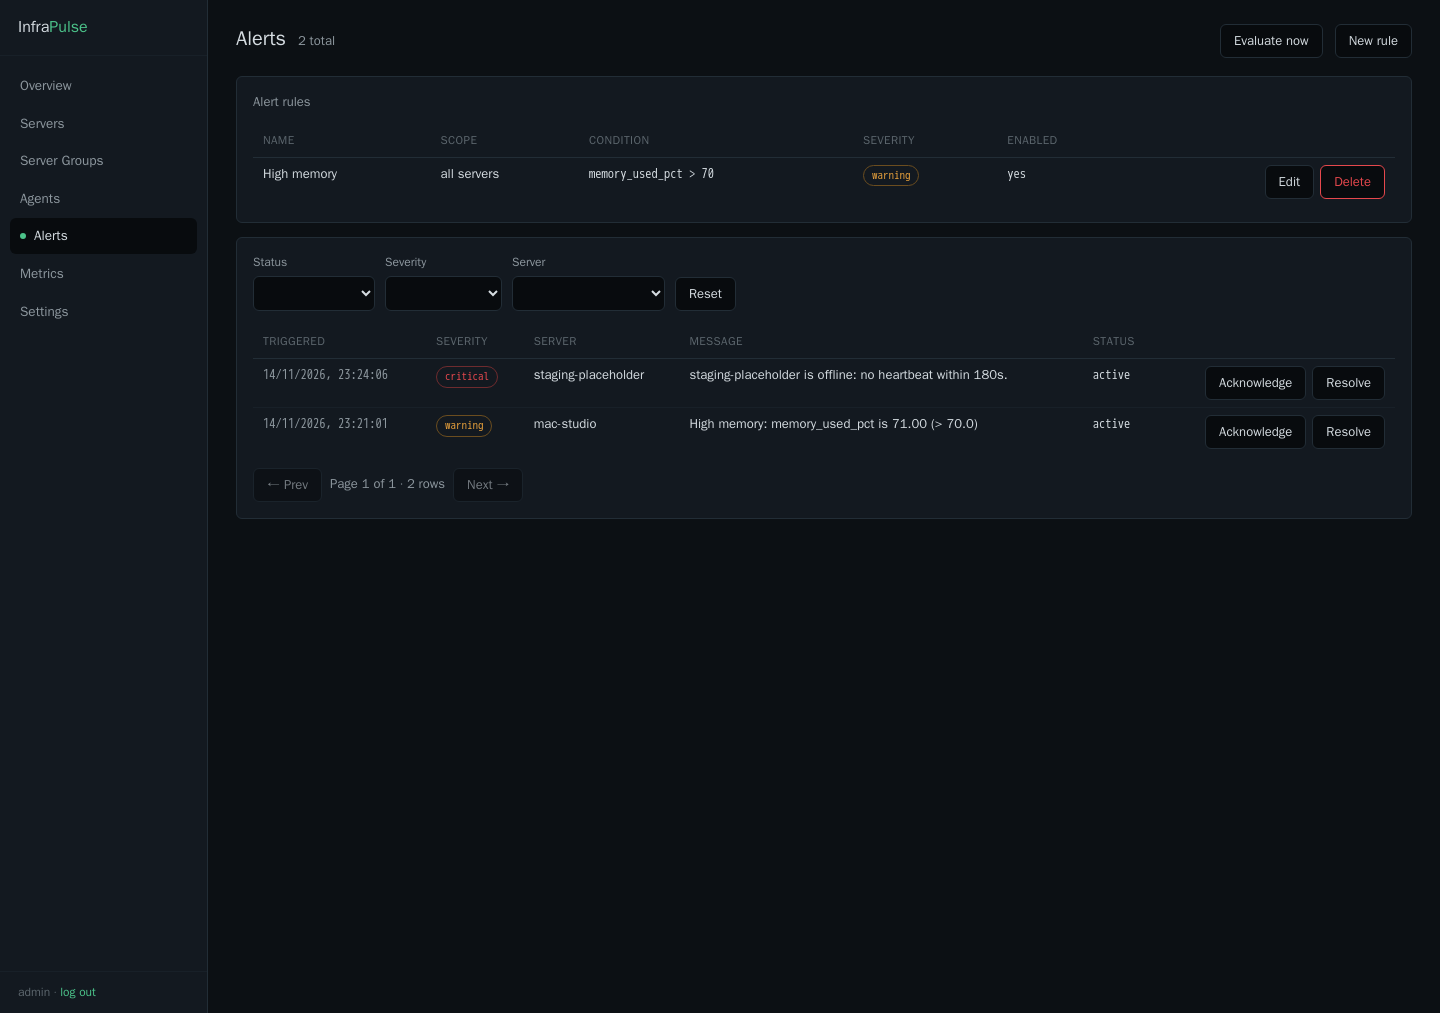 InfraPulse
Overview
Servers
Server Groups
Agents
Alerts
Metrics
Settings
admin · log out
Alerts 2 total
Evaluate now New rule
Alert rules
NAME SCOPE CONDITION SEVERITY ENABLED
High memory all servers memory_used_pct > 70 warning yes Edit Delete
Status Severity Server
Reset
TRIGGERED SEVERITY SERVER MESSAGE STATUS
14/11/2026, 23:24:06 critical staging-placeholder staging-placeholder is offline: no heartbeat within 180s. active Acknowledge Resolve
14/11/2026, 23:21:01 warning mac-studio High memory: memory_used_pct is 71.00 (> 70.0) active Acknowledge Resolve
← Prev Page 1 of 1 · 2 rows Next →